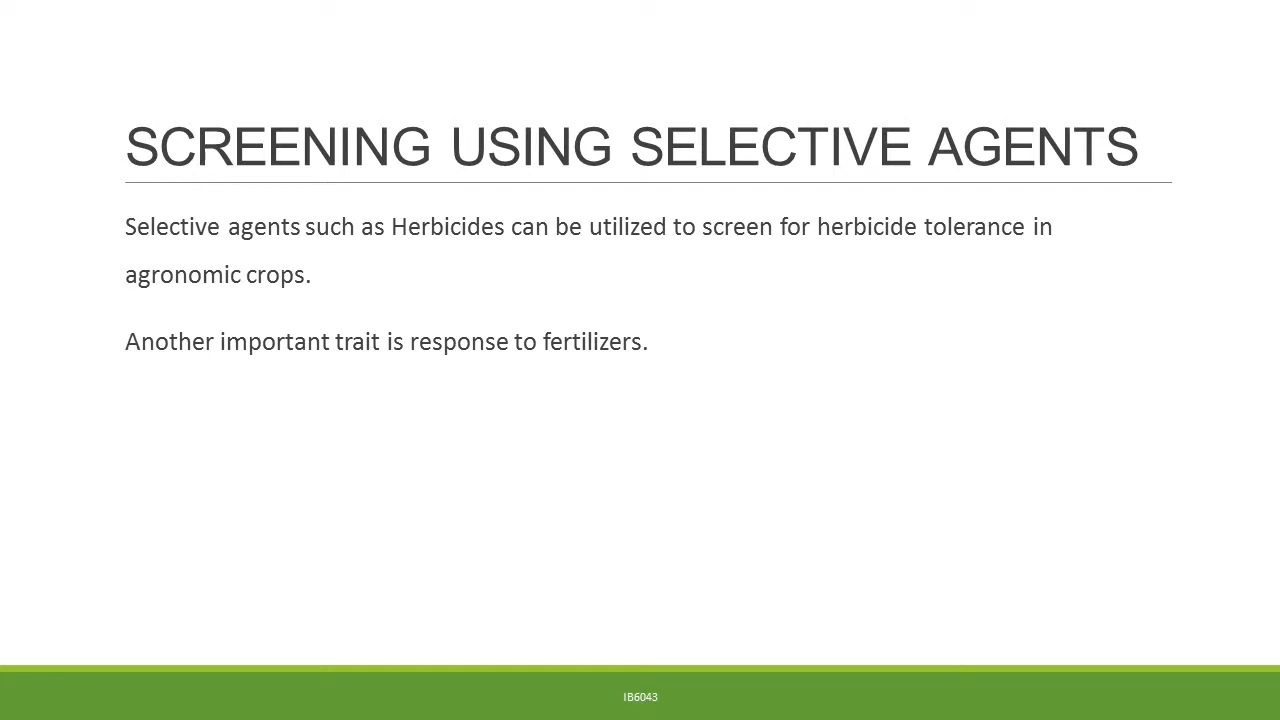 SCREENING USING SELECTIVE AGENTS
Selective agents such as Herbicides can be utilized to screen for herbicide tolerance in
agronomic crops.
Another important trait is response to fertilizers.
IB6043